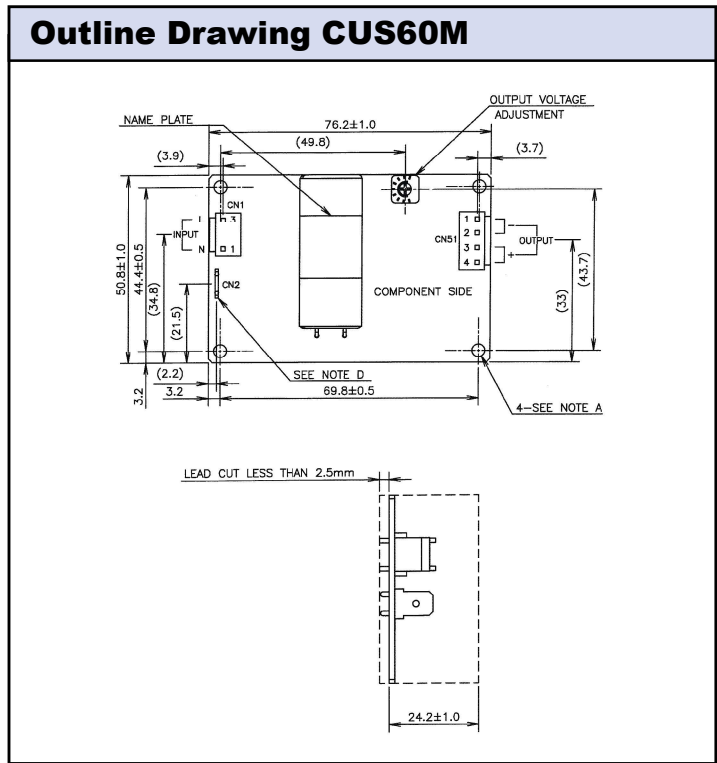 Outline Drawing CUS60M
OUTPUT VOLTAGE
ADJUSTMENT
NAME PLATE
76.2±1.0
(49.8)
(3.7)
(3.9)
CN1
L
3
INPUT
N
1
CN2
50.8±1.0
44.4±0.5
(34.8)
(21.5)
1
2
CN51
3
4
-
+
OUTPUT
COMPONENT SIDE
(33)
(43.7)
(2.2)
3.2
3.2
SEE NOTE D
69.8±0.5
4-SEE NOTE A
LEAD CUT LESS THAN 2.5mm
24.2±1.0